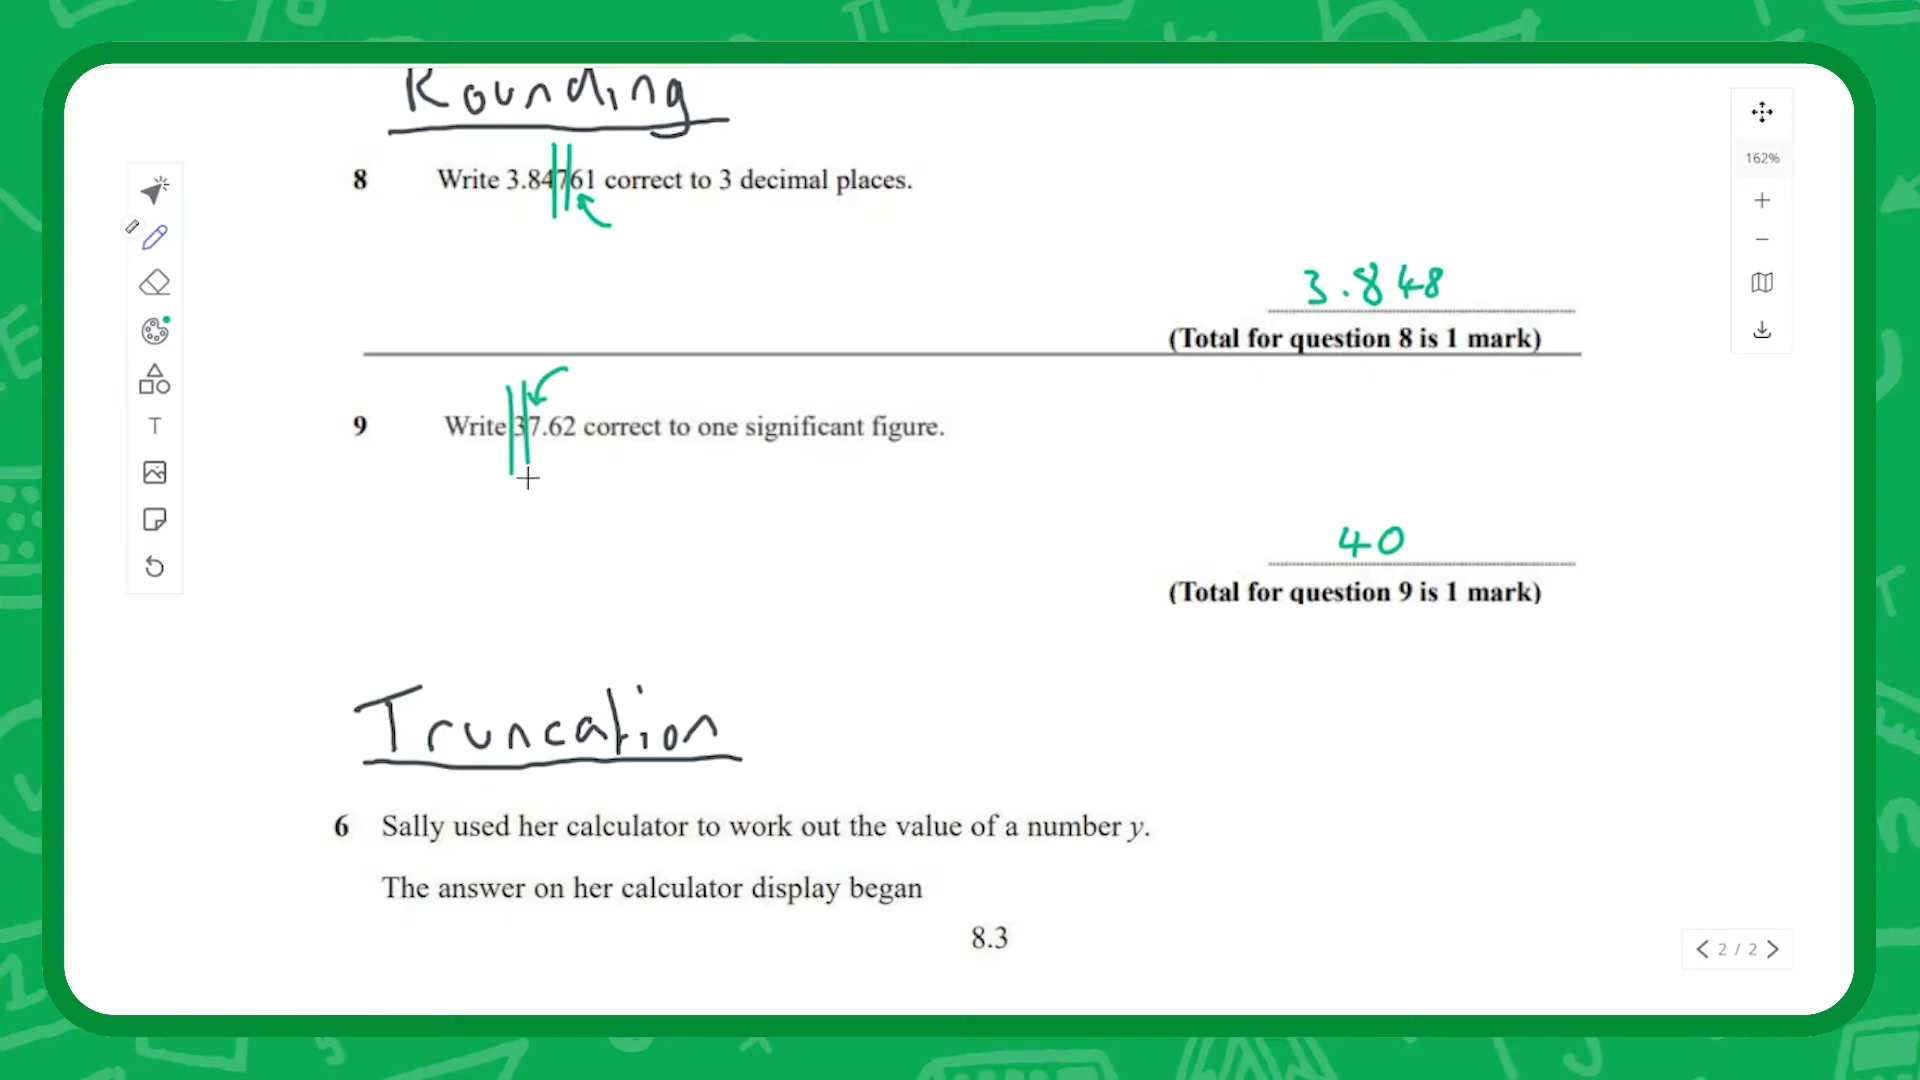 Rounding
162%
8 Write 3.84761 correct to 3 decimal places.
3.848
(Total for question 8 is 1 mark)
9 Write 37.62 correct to one significant figure.
T
40
(Total for question 9 is 1 mark)
Truncation
6 Sally used her calculator to work out the value of a number y.
The answer on her calculator display began
8.3
2 / 2